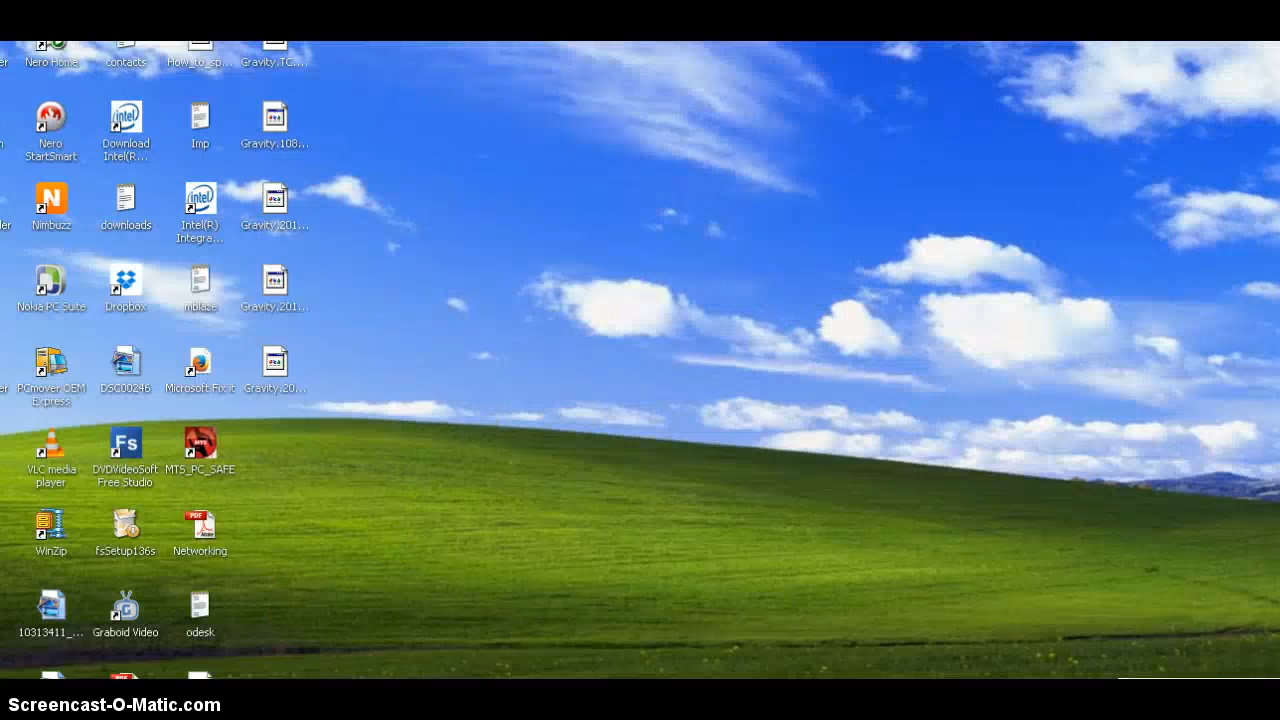 er Nero Home contacts How_to_sp... Gravity.TC....
Nero StartSmart
Download Intel(R...
Imp
Gravity.108...
Nimbuzz
downloads
Intel(R) Integra...
Gravity.201...
Nokia PC Suite
Dropbox
mblaze
Gravity.201...
er
PCmover OEM Express
DSC00246
Microsoft Fix it
Gravity.20...
VLC media player
DVDVideoSoft Free Studio
MTS_PC_SAFE
WinZip
fsSetup136s
Networking
10313411_...
Graboid Video
odesk
Screencast-O-Matic.com